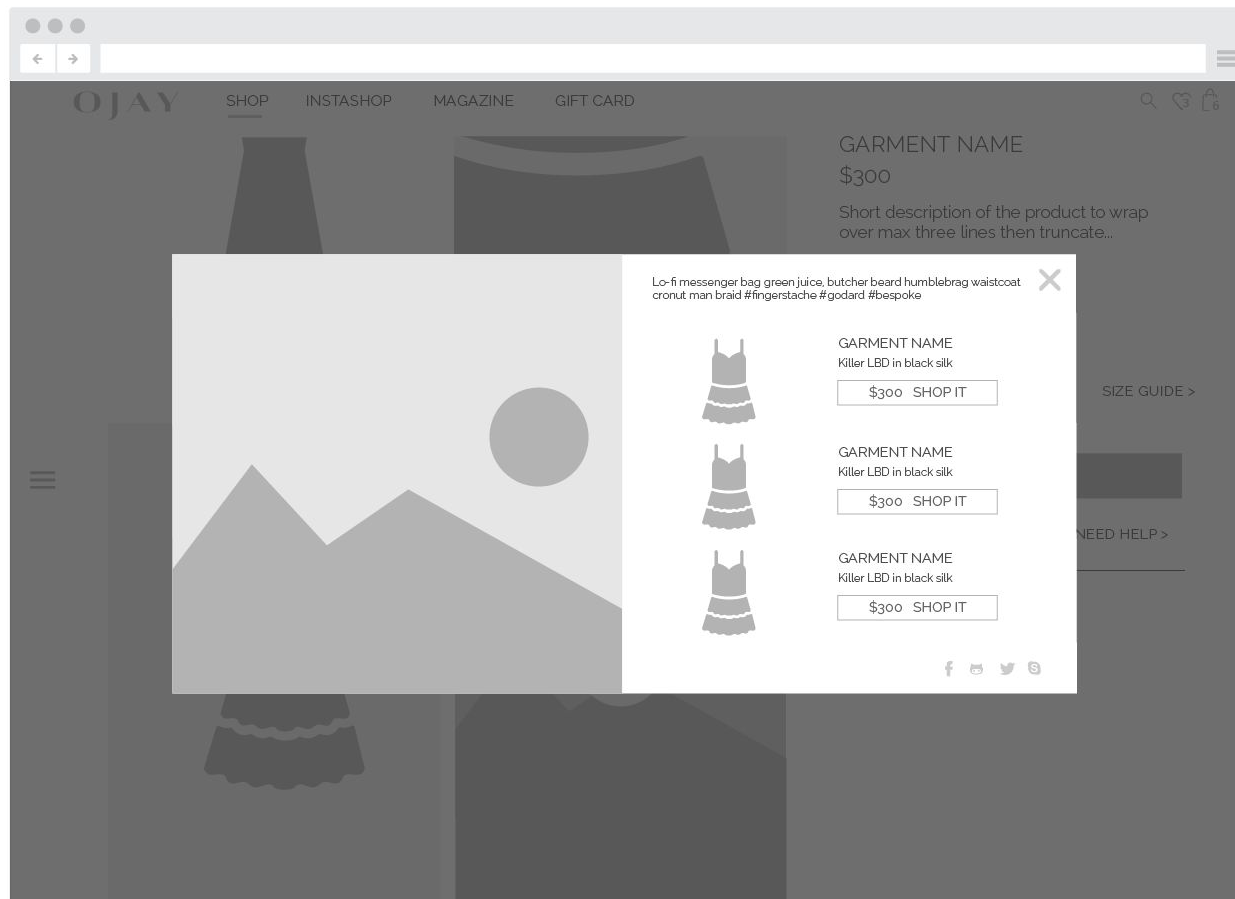 OJAY SHOP INSTASHOP MAGAZINE GIFT CARD 3 6
GARMENT NAME
$300
Short description of the product to wrap
over max three lines then truncate...
Lo-fi messenger bag green juice, butcher beard humblebrag waistcoat
cronut man braid #fingerstache #godard #bespoke
GARMENT NAME
Killer LBD in black silk
$300 SHOP IT
SIZE GUIDE >
GARMENT NAME
Killer LBD in black silk
$300 SHOP IT
NEED HELP >
GARMENT NAME
Killer LBD in black silk
$300 SHOP IT